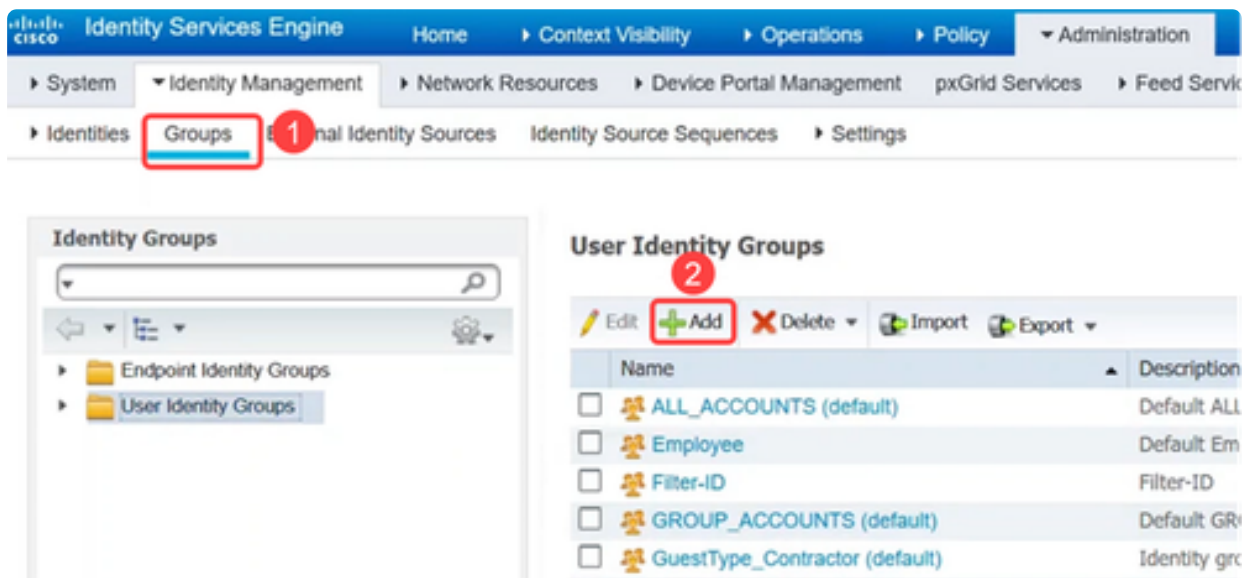 cisco Identity Services Engine Home Context Visibility Operations Policy Administration
System Identity Management Network Resources Device Portal Management pxGrid Services Feed
Identities Groups 1 nal Identity Sources Identity Source Sequences Settings
Identity Groups
User Identity Groups
2
Edit Add Delete Import Export
Endpoint Identity Groups
User Identity Groups
Name Description
ALL_ACCOUNTS (default) Default ALL
Employee Default Em
Filter-ID Filter-ID
GROUP_ACCOUNTS (default) Default GR
GuestType_Contractor (default) Identity gro